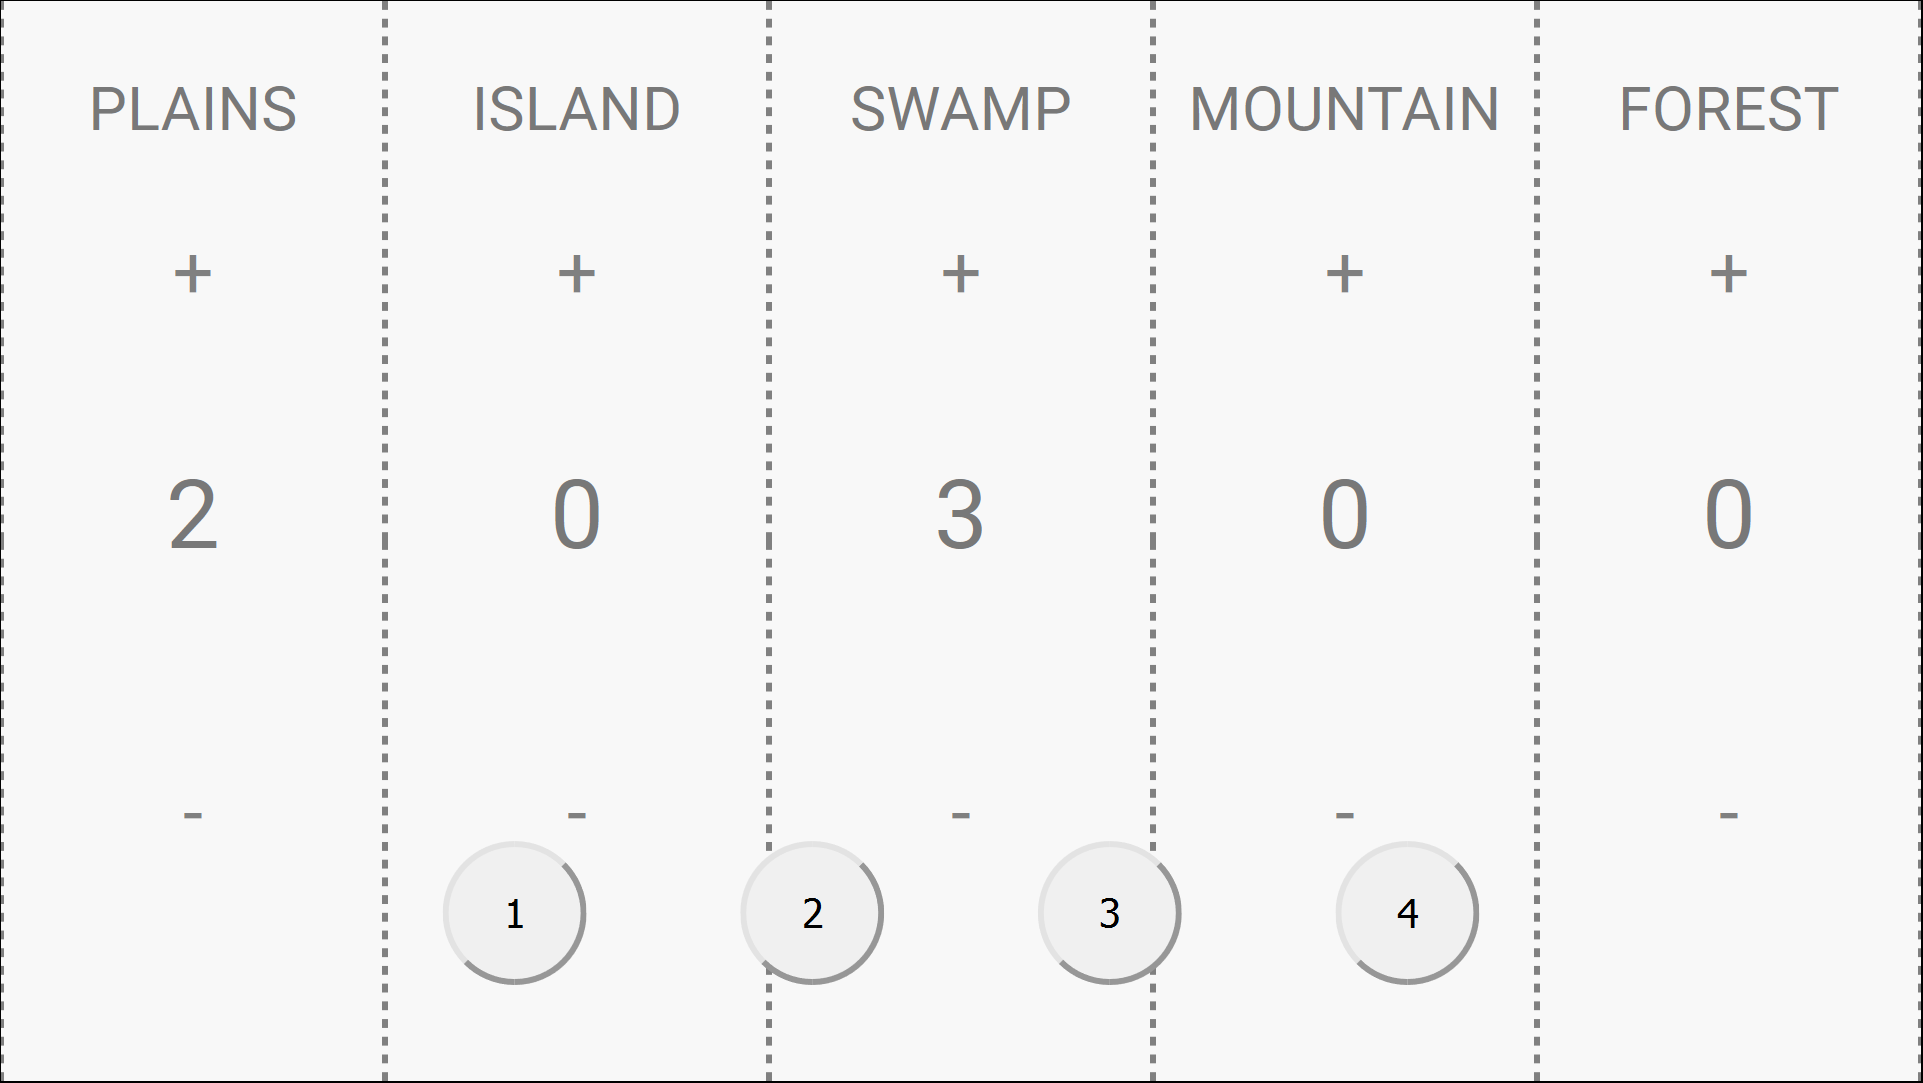 PLAINS ISLAND SWAMP MOUNTAIN FOREST
+ + + + +
2 0 3 0 0
- - - - -
1 2 3 4